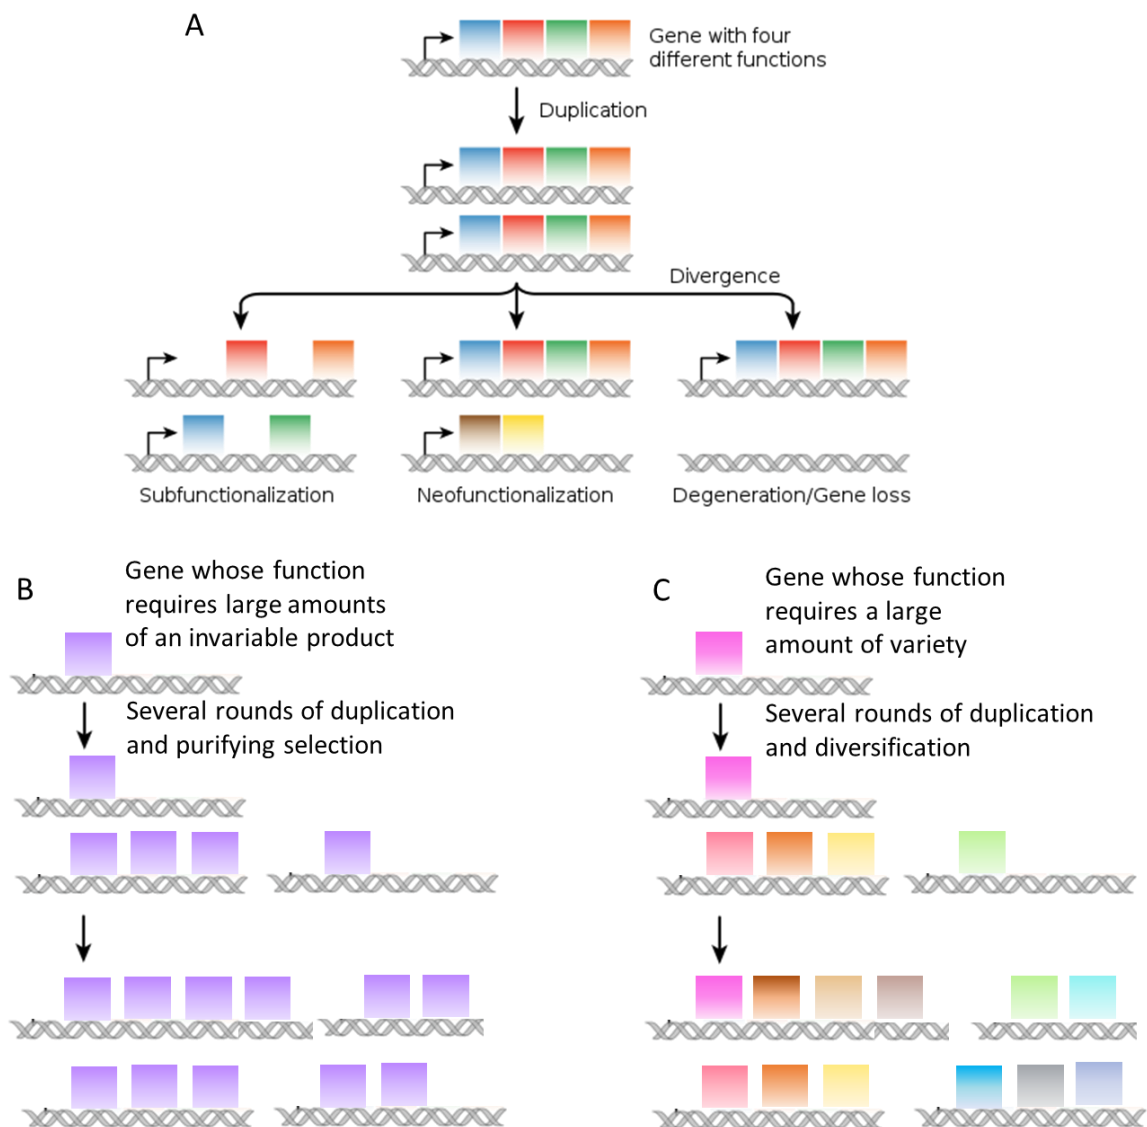 A
Gene with four
different functions
Duplication
Divergence
Subfunctionalization
Neofunctionalization
Degeneration/Gene loss
B
Gene whose function
requires large amounts
of an invariable product
Several rounds of duplication
and purifying selection
C
Gene whose function
requires a large
amount of variety
Several rounds of duplication
and diversification